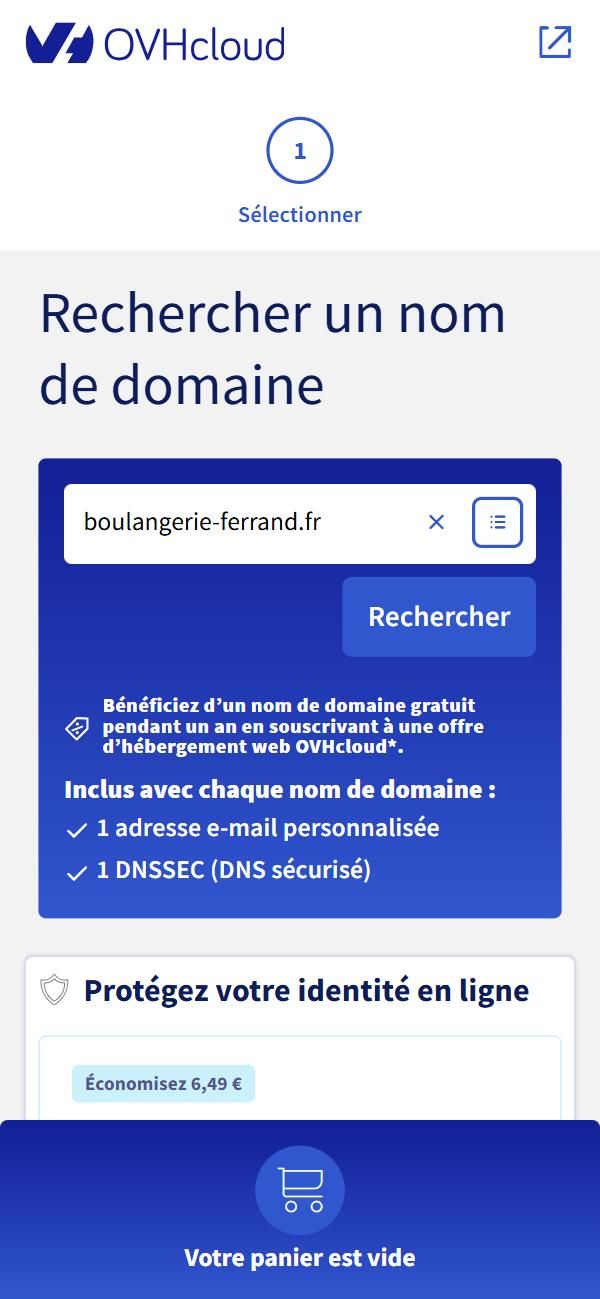 OVHcloud
1
Sélectionner
Rechercher un nom
de domaine
boulangerie-ferrand.fr
Rechercher
Bénéficiez d’un nom de domaine gratuit
pendant un an en souscrivant à une offre
d’hébergement web OVHcloud*.
Inclus avec chaque nom de domaine :
1 adresse e-mail personnalisée
1 DNSSEC (DNS sécurisé)
Protégez votre identité en ligne
Économisez 6,49 €
Votre panier est vide